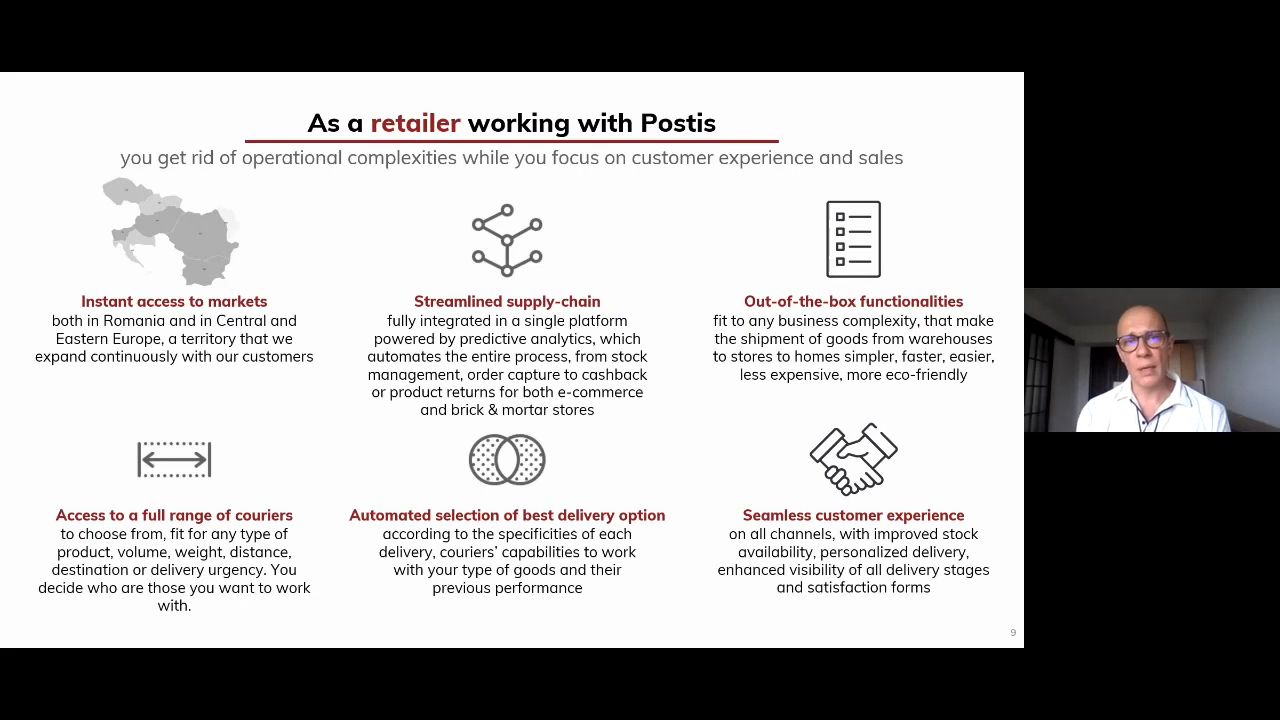 As a retailer working with Postis
you get rid of operational complexities while you focus on customer experience and sales
Instant access to markets
both in Romania and in Central and
Eastern Europe, a territory that we
expand continuously with our customers
Streamlined supply-chain
fully integrated in a single platform
powered by predictive analytics, which
automates the entire process, from stock
management, order capture to cashback
or product returns for both e-commerce
and brick & mortar stores
Out-of-the-box functionalities
fit to any business complexity, that make
the shipment of goods from warehouses
to stores to homes simpler, faster, easier,
less expensive, more eco-friendly
Access to a full range of couriers
to choose from, fit for any type of
product, volume, weight, distance,
destination or delivery urgency. You
decide who are those you want to work
with.
Automated selection of best delivery option
according to the specificities of each
delivery, couriers' capabilities to work
with your type of goods and their
previous performance
Seamless customer experience
on all channels, with improved stock
availability, personalized delivery,
enhanced visibility of all delivery stages
and satisfaction forms
9